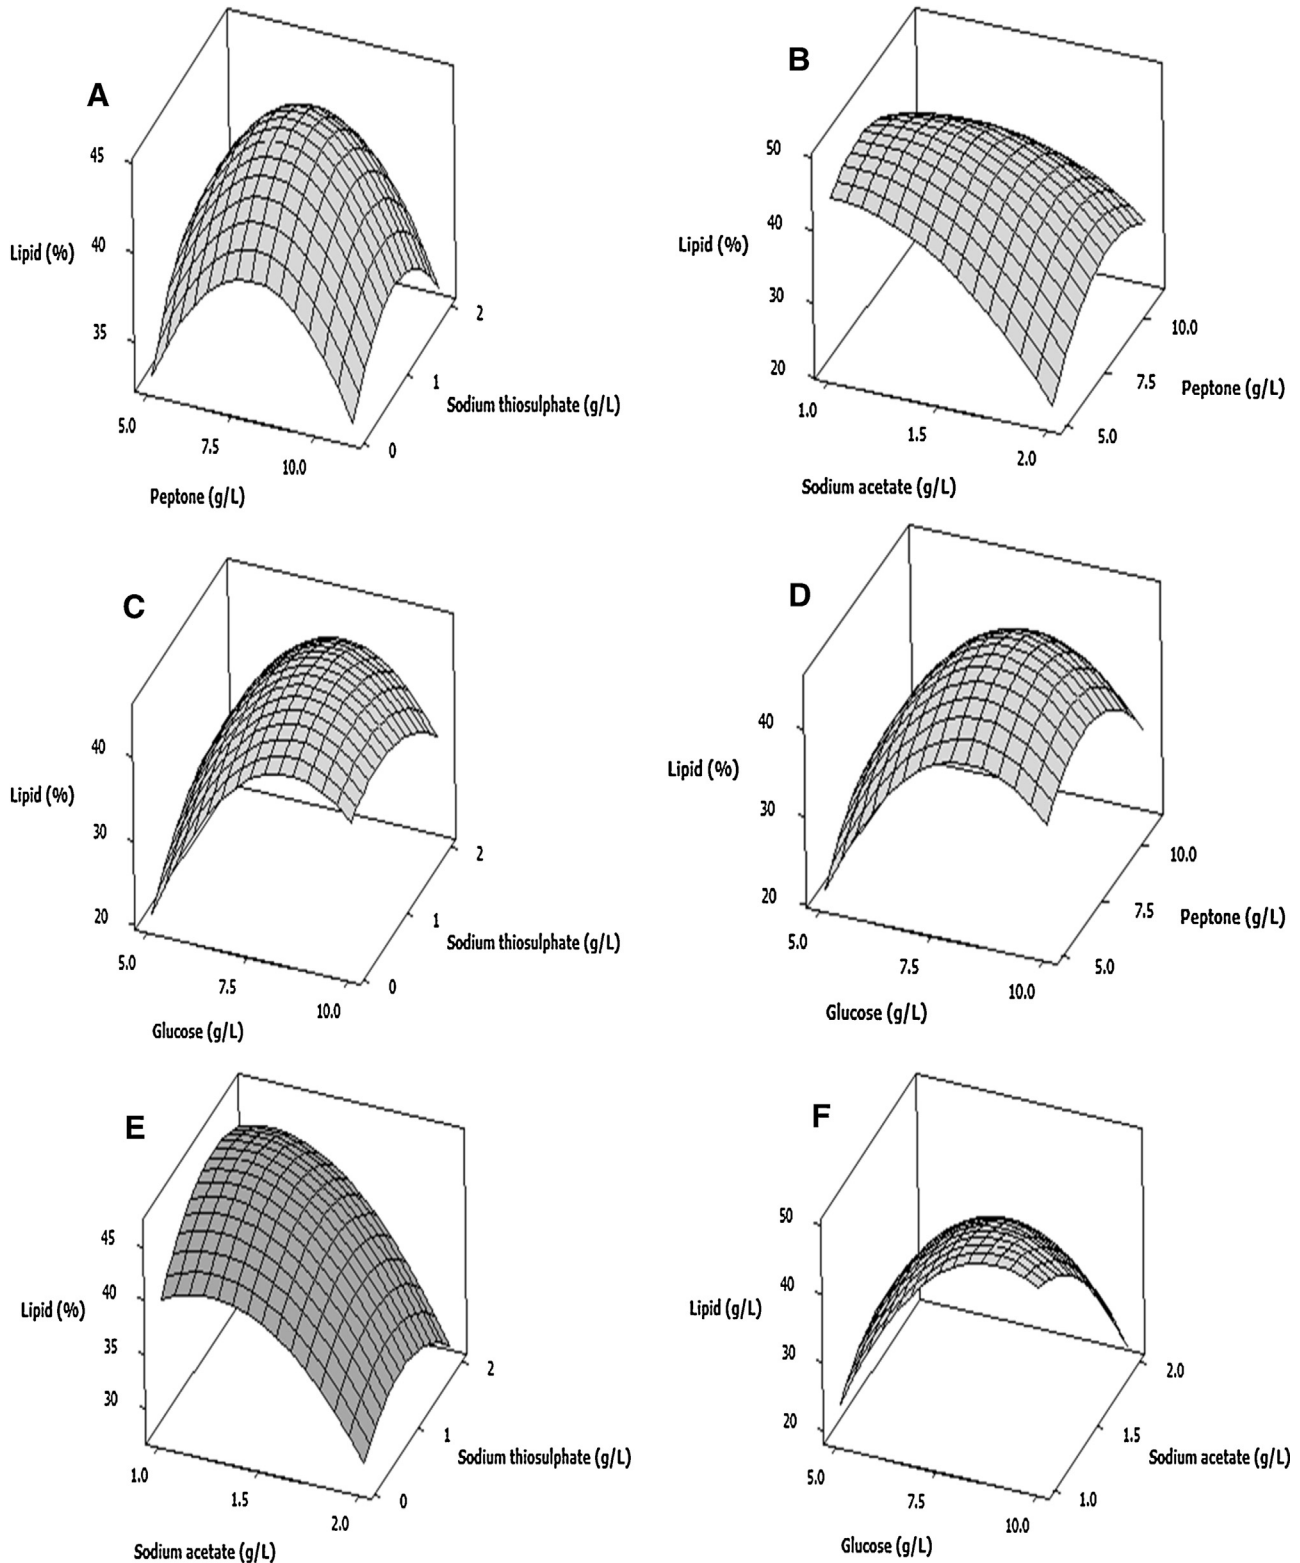 A
45
40
35
Lipid (%)
5.0
7.5
10.0
Peptone (g/L)
0
1
2
Sodium thiosulphate (g/L)
B
50
40
30
20
Lipid (%)
1.0
1.5
2.0
Sodium acetate (g/L)
5.0
7.5
10.0
Peptone (g/L)
C
40
30
20
Lipid (%)
5.0
7.5
10.0
Glucose (g/L)
0
1
2
Sodium thiosulphate (g/L)
D
40
30
20
Lipid (%)
5.0
7.5
10.0
Glucose (g/L)
5.0
7.5
10.0
Peptone (g/L)
E
45
40
35
30
Lipid (%)
1.0
1.5
2.0
Sodium acetate (g/L)
0
1
2
Sodium thiosulphate (g/L)
F
50
40
30
20
Lipid (g/L)
5.0
7.5
10.0
Glucose (g/L)
1.0
1.5
2.0
Sodium acetate (g/L)